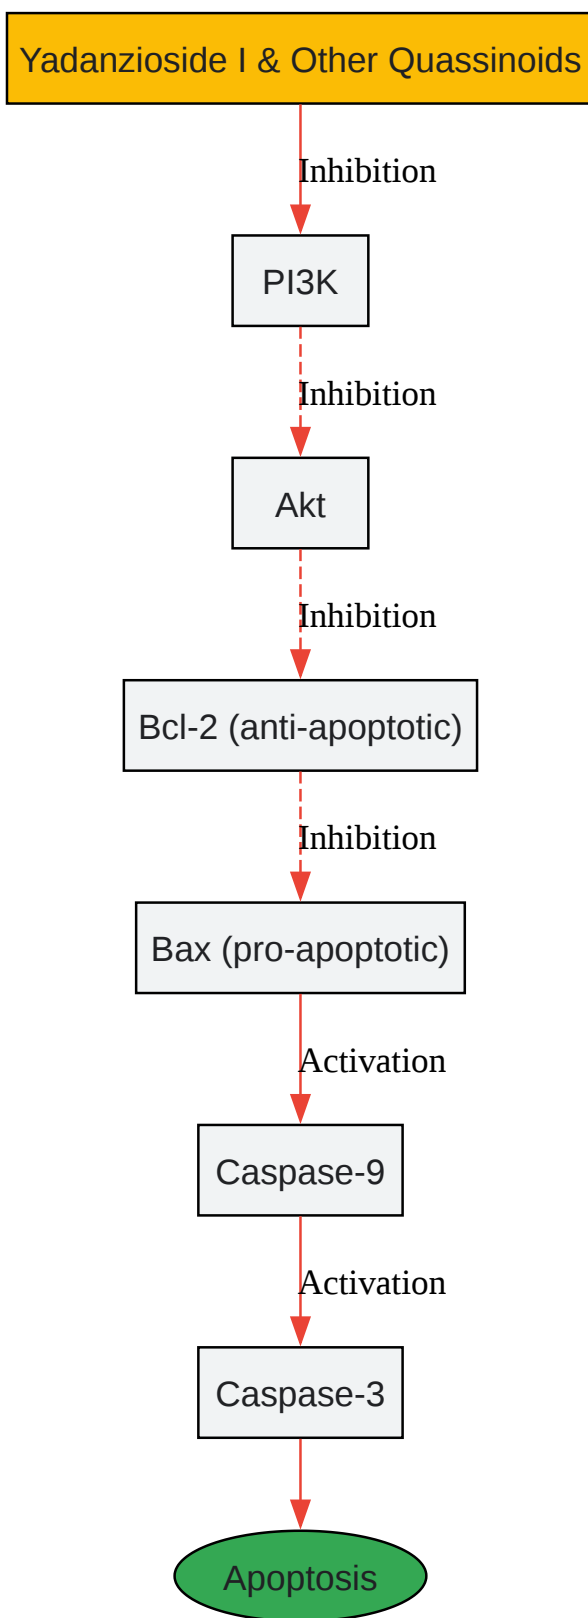 Yadanzioside I & Other Quassinoids
Inhibition
PI3K
Inhibition
Akt
Inhibition
Bcl-2 (anti-apoptotic)
Inhibition
Bax (pro-apoptotic)
Activation
Caspase-9
Activation
Caspase-3
Apoptosis